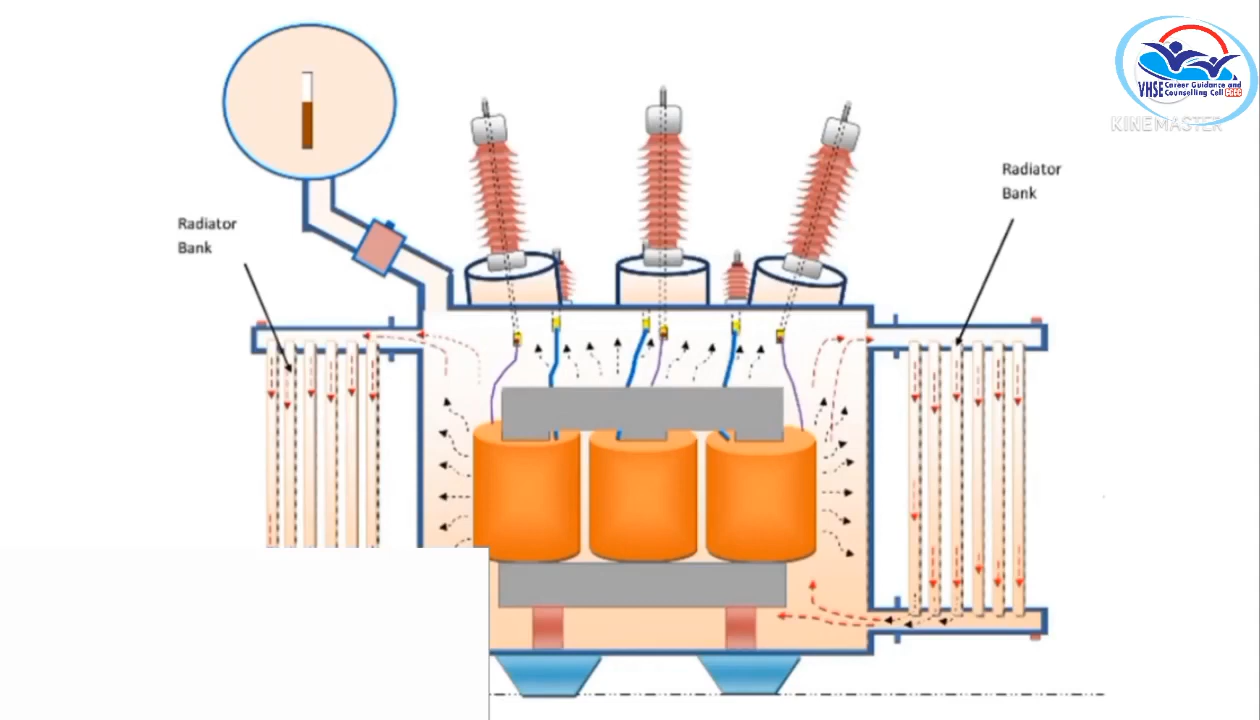 VHSE Career Guidance and
Counselling Cell
KINEMASTER
Radiator
Bank
Radiator
Bank